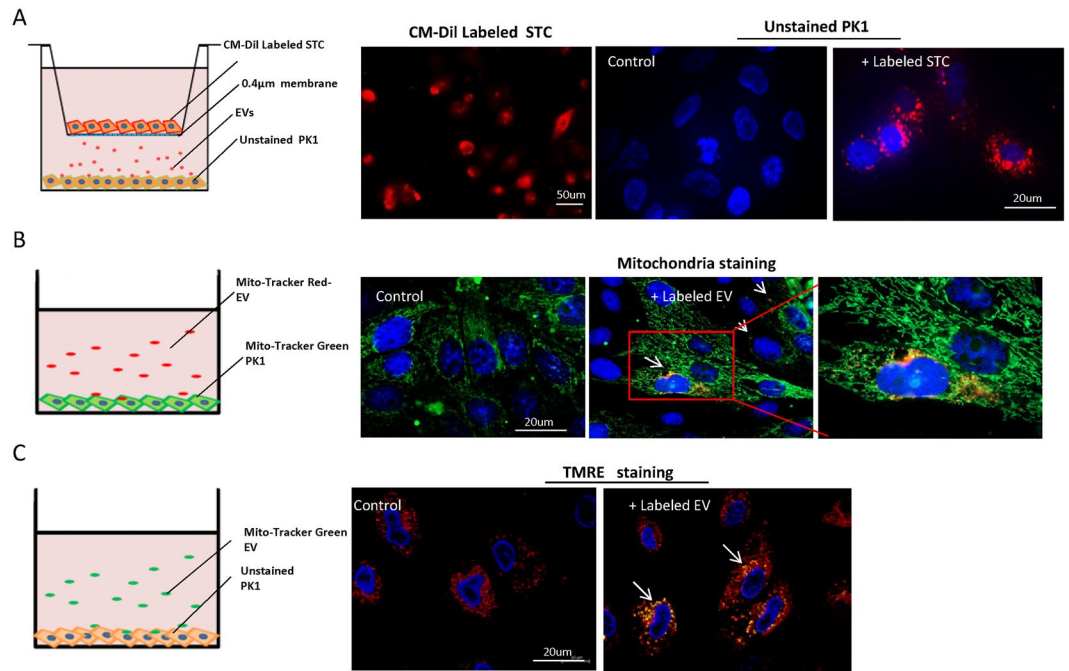 A
CM-Dil Labeled STC
0.4µm membrane
EVs
Unstained PK1
CM-Dil Labeled STC
50um
Unstained PK1
Control
+ Labeled STC
20um
B
Mito-Tracker Red-
EV
Mito-Tracker Green
PK1
Mitochondria staining
Control
20um
+ Labeled EV
C
Mito-Tracker Green
EV
Unstained
PK1
TMRE staining
Control
20um
+ Labeled EV